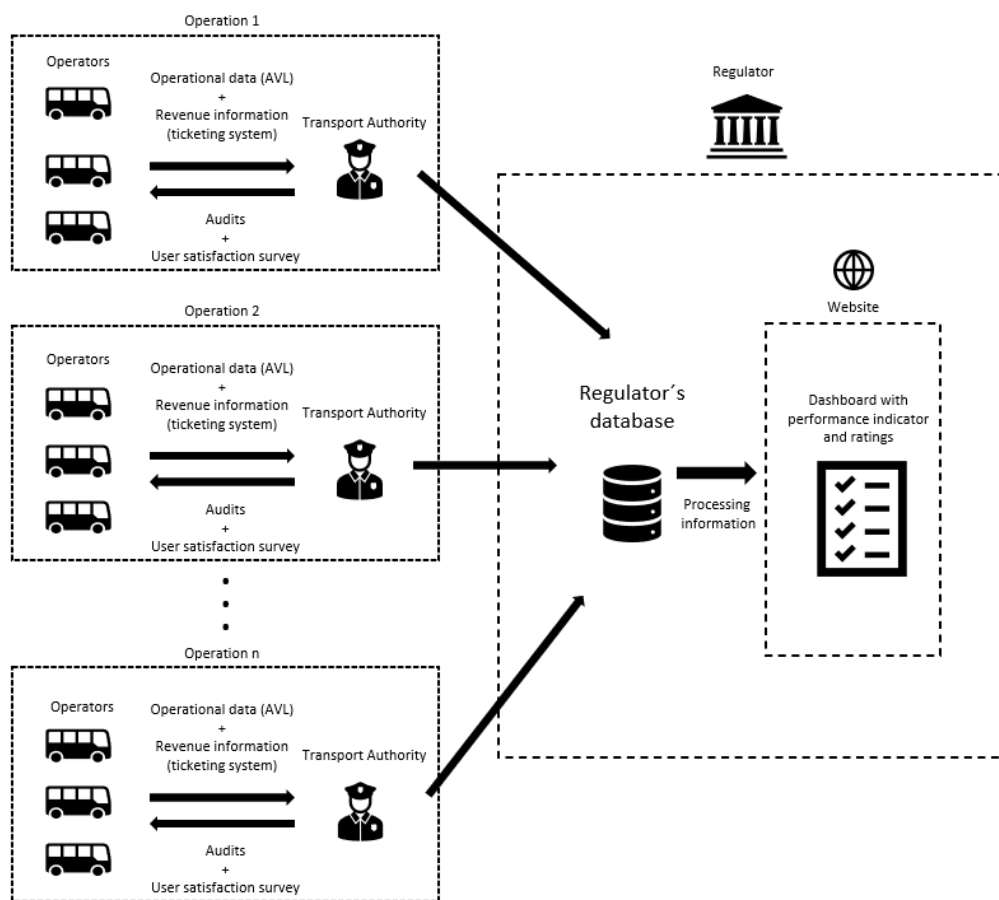 Operation 1
Operators
Operational data (AVL)
+
Revenue information
(ticketing system)
Transport Authority
Audits
+
User satisfaction survey
Operation 2
Operators
Operational data (AVL)
+
Revenue information
(ticketing system)
Transport Authority
Audits
+
User satisfaction survey
Operation n
Operators
Operational data (AVL)
+
Revenue information
(ticketing system)
Transport Authority
Audits
+
User satisfaction survey
Regulator
Regulator´s
database
Processing
information
Website
Dashboard with
performance indicator
and ratings